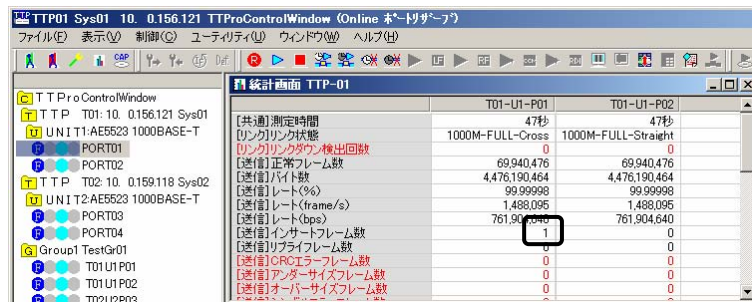 TTP01 Sys01 10. 0.156.121 TTProControlWindow (Online ポートリザーブ)
ファイル(F) 表示(V) 制御(C) ユーティリティ(U) ウィンドウ(W) ヘルプ(H)
CAP
統計画面 TTP-01
TTProControlWindow
TTP T01: 10. 0.156.121 Sys01
UNIT1:AE5523 1000BASE-T
PORT01
PORT02
TTP T02: 10. 0.159.118 Sys02
UNIT2:AE5523 1000BASE-T
PORT03
PORT04
Group1 TestGr01
T01U1P01
T01U1P02
T02U2P03
T01-U1-P01 T01-U1-P02
[共通]測定時間 47秒 47秒
[リンク]リンク状態 1000M-FULL-Cross 1000M-FULL-Straight
[リンク]リンクダウン検出回数 0 0
[送信]正常フレーム数 69,940,476 69,940,476
[送信]バイト数 4,476,190,464 4,476,190,464
[送信]レート(%) 99.99998 99.99998
[送信]レート(frame/s) 1,488,095 1,488,095
[送信]レート(bps) 761,904,640 761,904,640
[送信]インサートフレーム数 1 0
[送信]リプライフレーム数 0 0
[送信]CRCエラーフレーム数 0 0
[送信]アンダーサイズフレーム数 0 0
[送信]オーバーサイズフレーム数 0 0